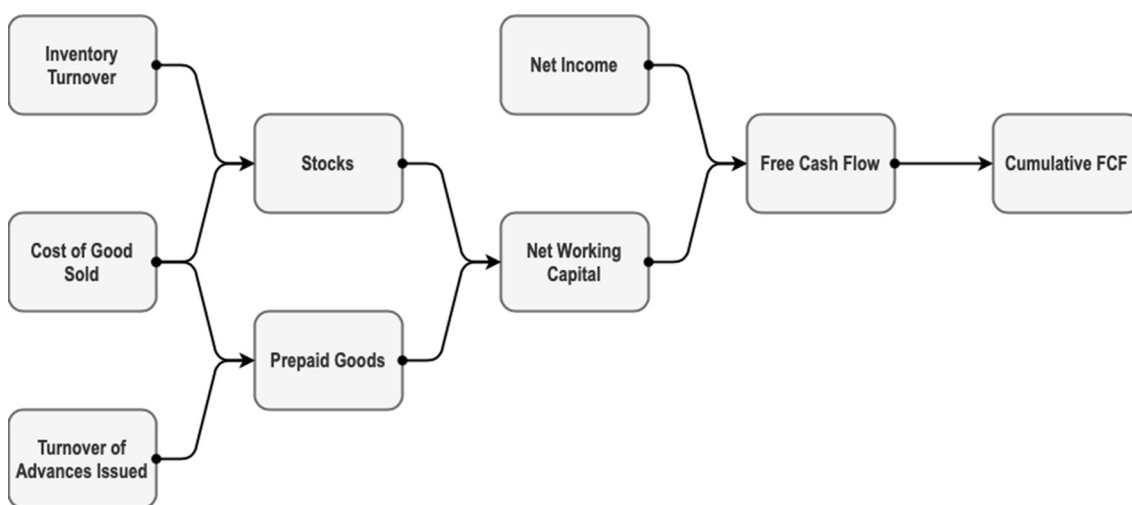 Inventory
Turnover
Net Income
Stocks
Free Cash Flow
Cumulative FCF
Cost of Good
Sold
Net Working
Capital
Prepaid Goods
Turnover of
Advances Issued